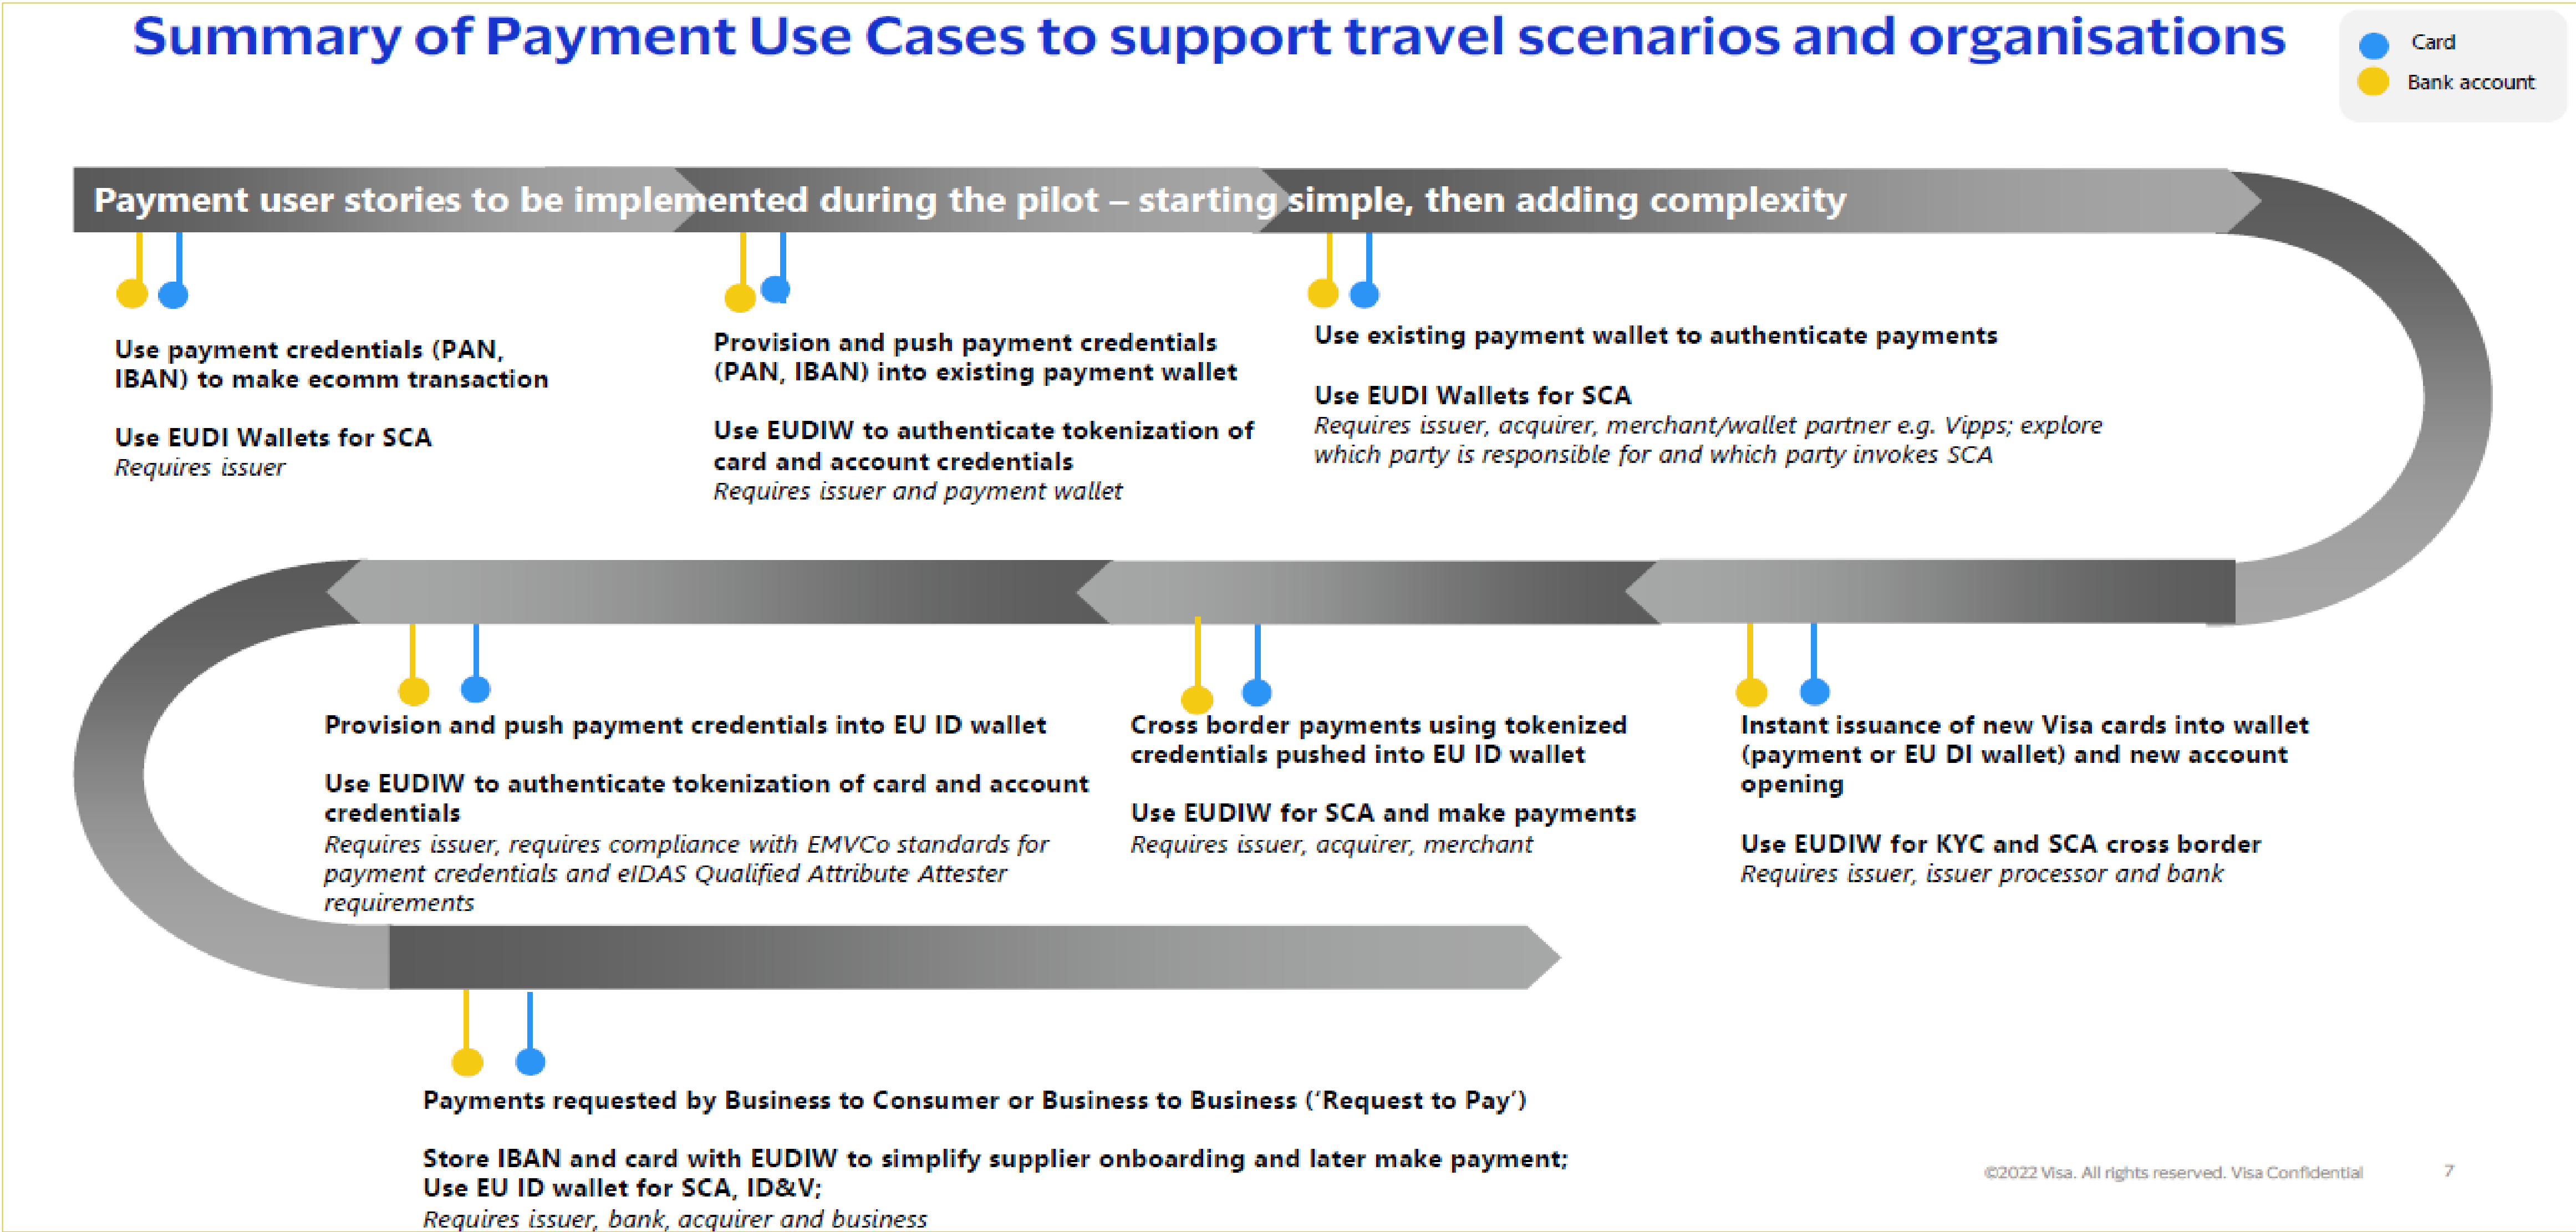 Summary of Payment Use Cases to support travel scenarios and organisations
Card
Bank account
Payment user stories to be implemented during the pilot – starting simple, then adding complexity
Use payment credentials (PAN,
IBAN) to make ecomm transaction
Use EUDI Wallets for SCA
Requires issuer
Provision and push payment credentials
(PAN, IBAN) into existing payment wallet
Use EUDIW to authenticate tokenization of
card and account credentials
Requires issuer and payment wallet
Use existing payment wallet to authenticate payments
Use EUDI Wallets for SCA
Requires issuer, acquirer, merchant/wallet partner e.g. Vipps; explore
which party is responsible for and which party invokes SCA
Provision and push payment credentials into EU ID wallet
Use EUDIW to authenticate tokenization of card and account
credentials
Requires issuer, requires compliance with EMVCo standards for
payment credentials and eIDAS Qualified Attribute Attester
requirements
Cross border payments using tokenized
credentials pushed into EU ID wallet
Use EUDIW for SCA and make payments
Requires issuer, acquirer, merchant
Instant issuance of new Visa cards into wallet
(payment or EU DI wallet) and new account
opening
Use EUDIW for KYC and SCA cross border
Requires issuer, issuer processor and bank
Payments requested by Business to Consumer or Business to Business (‘Request to Pay’)
Store IBAN and card with EUDIW to simplify supplier onboarding and later make payment;
Use EU ID wallet for SCA, ID&V;
Requires issuer, bank, acquirer and business
©2022 Visa. All rights reserved. Visa Confidential
7